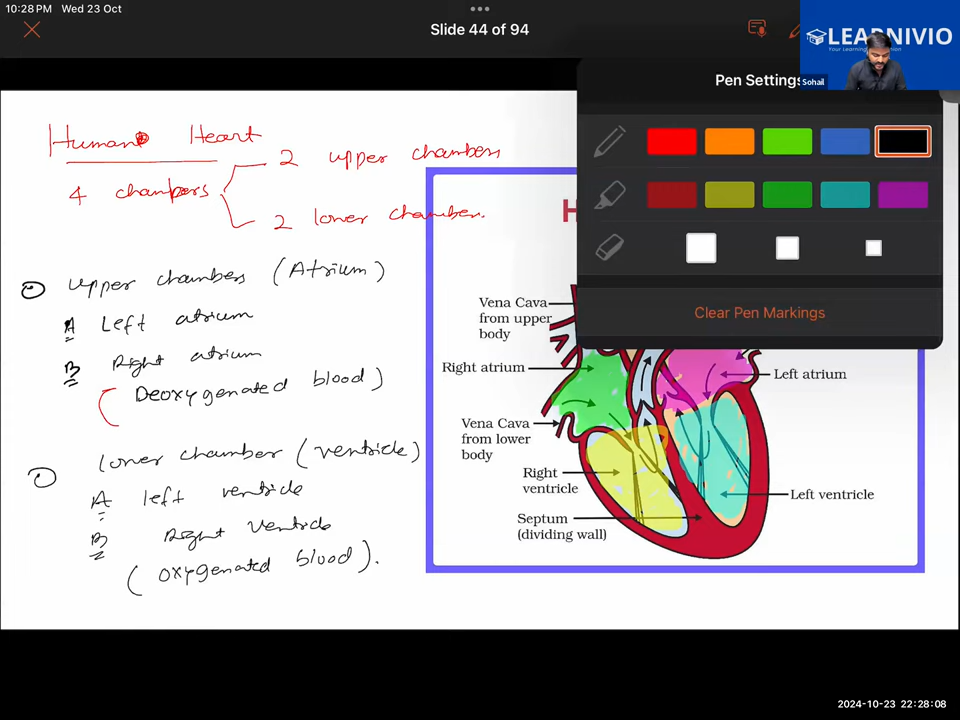 10:28 PM Wed 23 Oct
Slide 44 of 94
LEARNIVIO
Sohail
Pen Settings
Clear Pen Markings
Human Heart
4 chambers
2 upper chambers
2 lower chambers.
upper chambers (Atrium)
A Left atrium
B Right atrium
(Deoxygenated blood)
lower chamber (ventricle)
A left ventricle
B Right ventricle
(oxygenated blood).
H
Vena Cava
from upper
body
Right atrium
Left atrium
Vena Cava
from lower
body
Right
ventricle
Left ventricle
Septum
(dividing wall)
2024-10-23 22:28:08